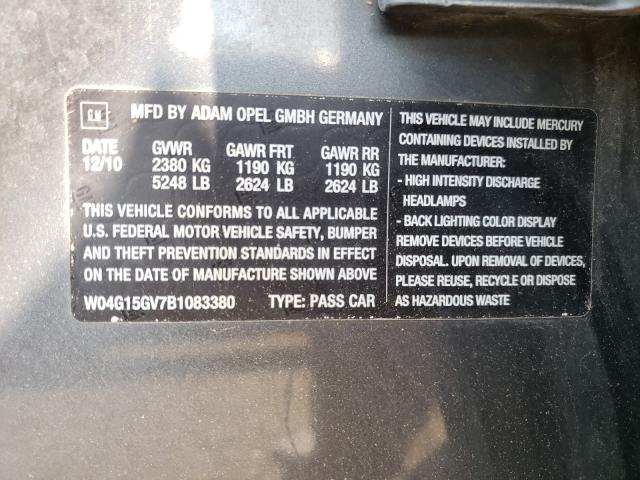 GM MFD BY ADAM OPEL GMBH GERMANY
DATE GVWR GAWR FRT GAWR RR
12/10 2380 KG 1190 KG 1190 KG
5248 LB 2624 LB 2624 LB
THIS VEHICLE CONFORMS TO ALL APPLICABLE
U.S. FEDERAL MOTOR VEHICLE SAFETY, BUMPER
AND THEFT PREVENTION STANDARDS IN EFFECT
ON THE DATE OF MANUFACTURE SHOWN ABOVE
W04G15GV7B1083380 TYPE: PASS CAR
THIS VEHICLE MAY INCLUDE MERCURY
CONTAINING DEVICES INSTALLED BY
THE MANUFACTURER:
- HIGH INTENSITY DISCHARGE
HEADLAMPS
- BACK LIGHTING COLOR DISPLAY
REMOVE DEVICES BEFORE VEHICLE
DISPOSAL. UPON REMOVAL OF DEVICES,
PLEASE REUSE, RECYCLE OR DISPOSE
AS HAZARDOUS WASTE